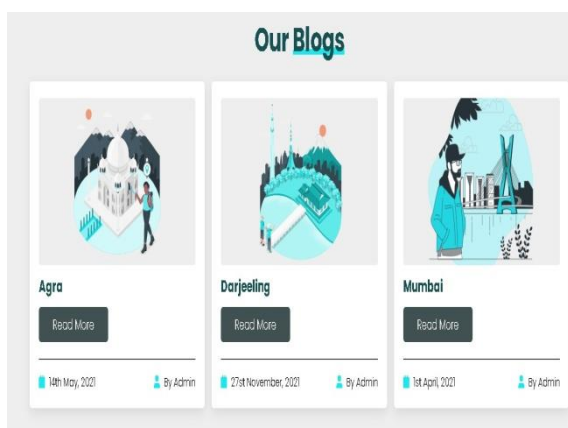 Our Blogs
Agra
Read More
14th May, 2021
By Admin
Darjeeling
Read More
27st November, 2021
By Admin
Mumbai
Read More
1st April, 2021
By Admin